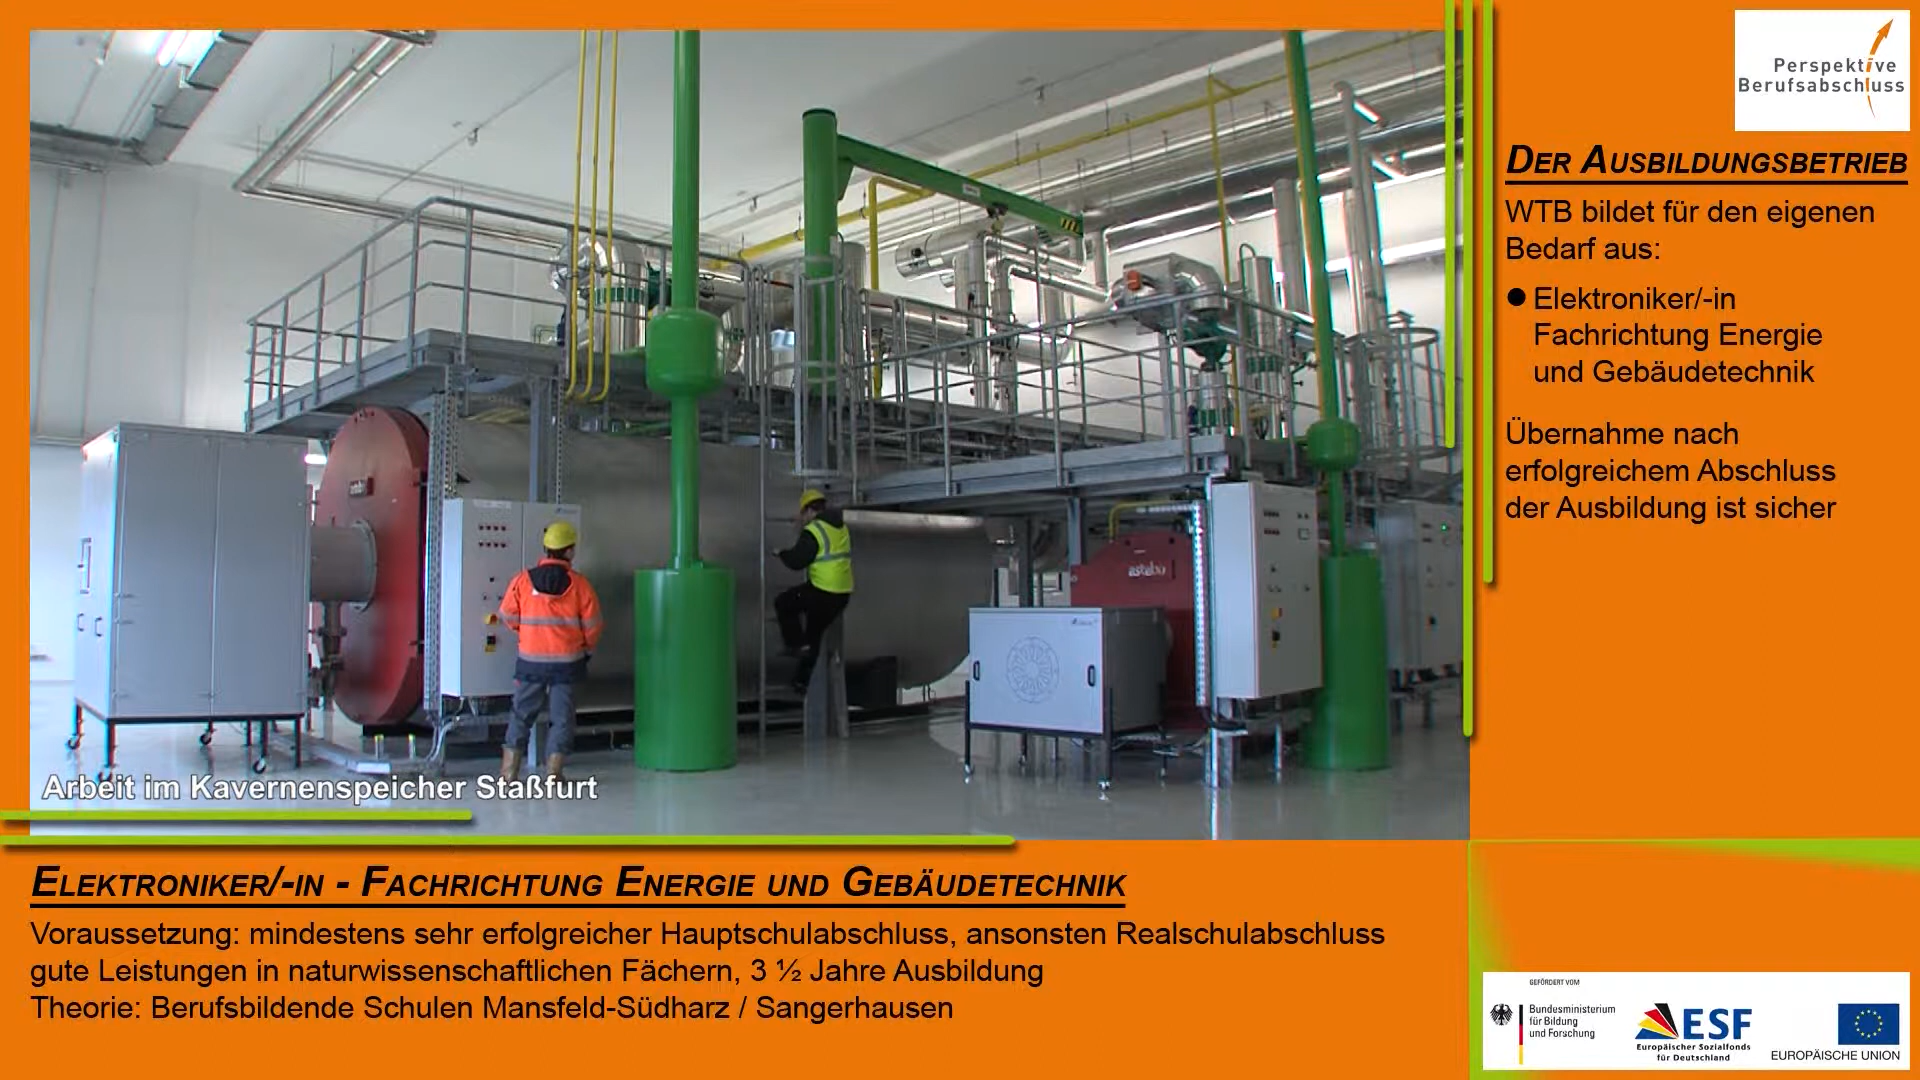 Perspektive
Berufsabschluss
DER AUSBILDUNGSBETRIEB
WTB bildet für den eigenen
Bedarf aus:
● Elektroniker/-in
Fachrichtung Energie
und Gebäudetechnik
Übernahme nach
erfolgreichem Abschluss
der Ausbildung ist sicher
astebo
Arbeit im Kavernenspeicher Staßfurt
ELEKTRONIKER/-IN - FACHRICHTUNG ENERGIE UND GEBÄUDETECHNIK
Voraussetzung: mindestens sehr erfolgreicher Hauptschulabschluss, ansonsten Realschulabschluss
gute Leistungen in naturwissenschaftlichen Fächern, 3 ½ Jahre Ausbildung
Theorie: Berufsbildende Schulen Mansfeld-Südharz / Sangerhausen
GEFÖRDERT VOM
Bundesministerium
für Bildung
und Forschung
ESF
Europäischer Sozialfonds
für Deutschland
EUROPÄISCHE UNION